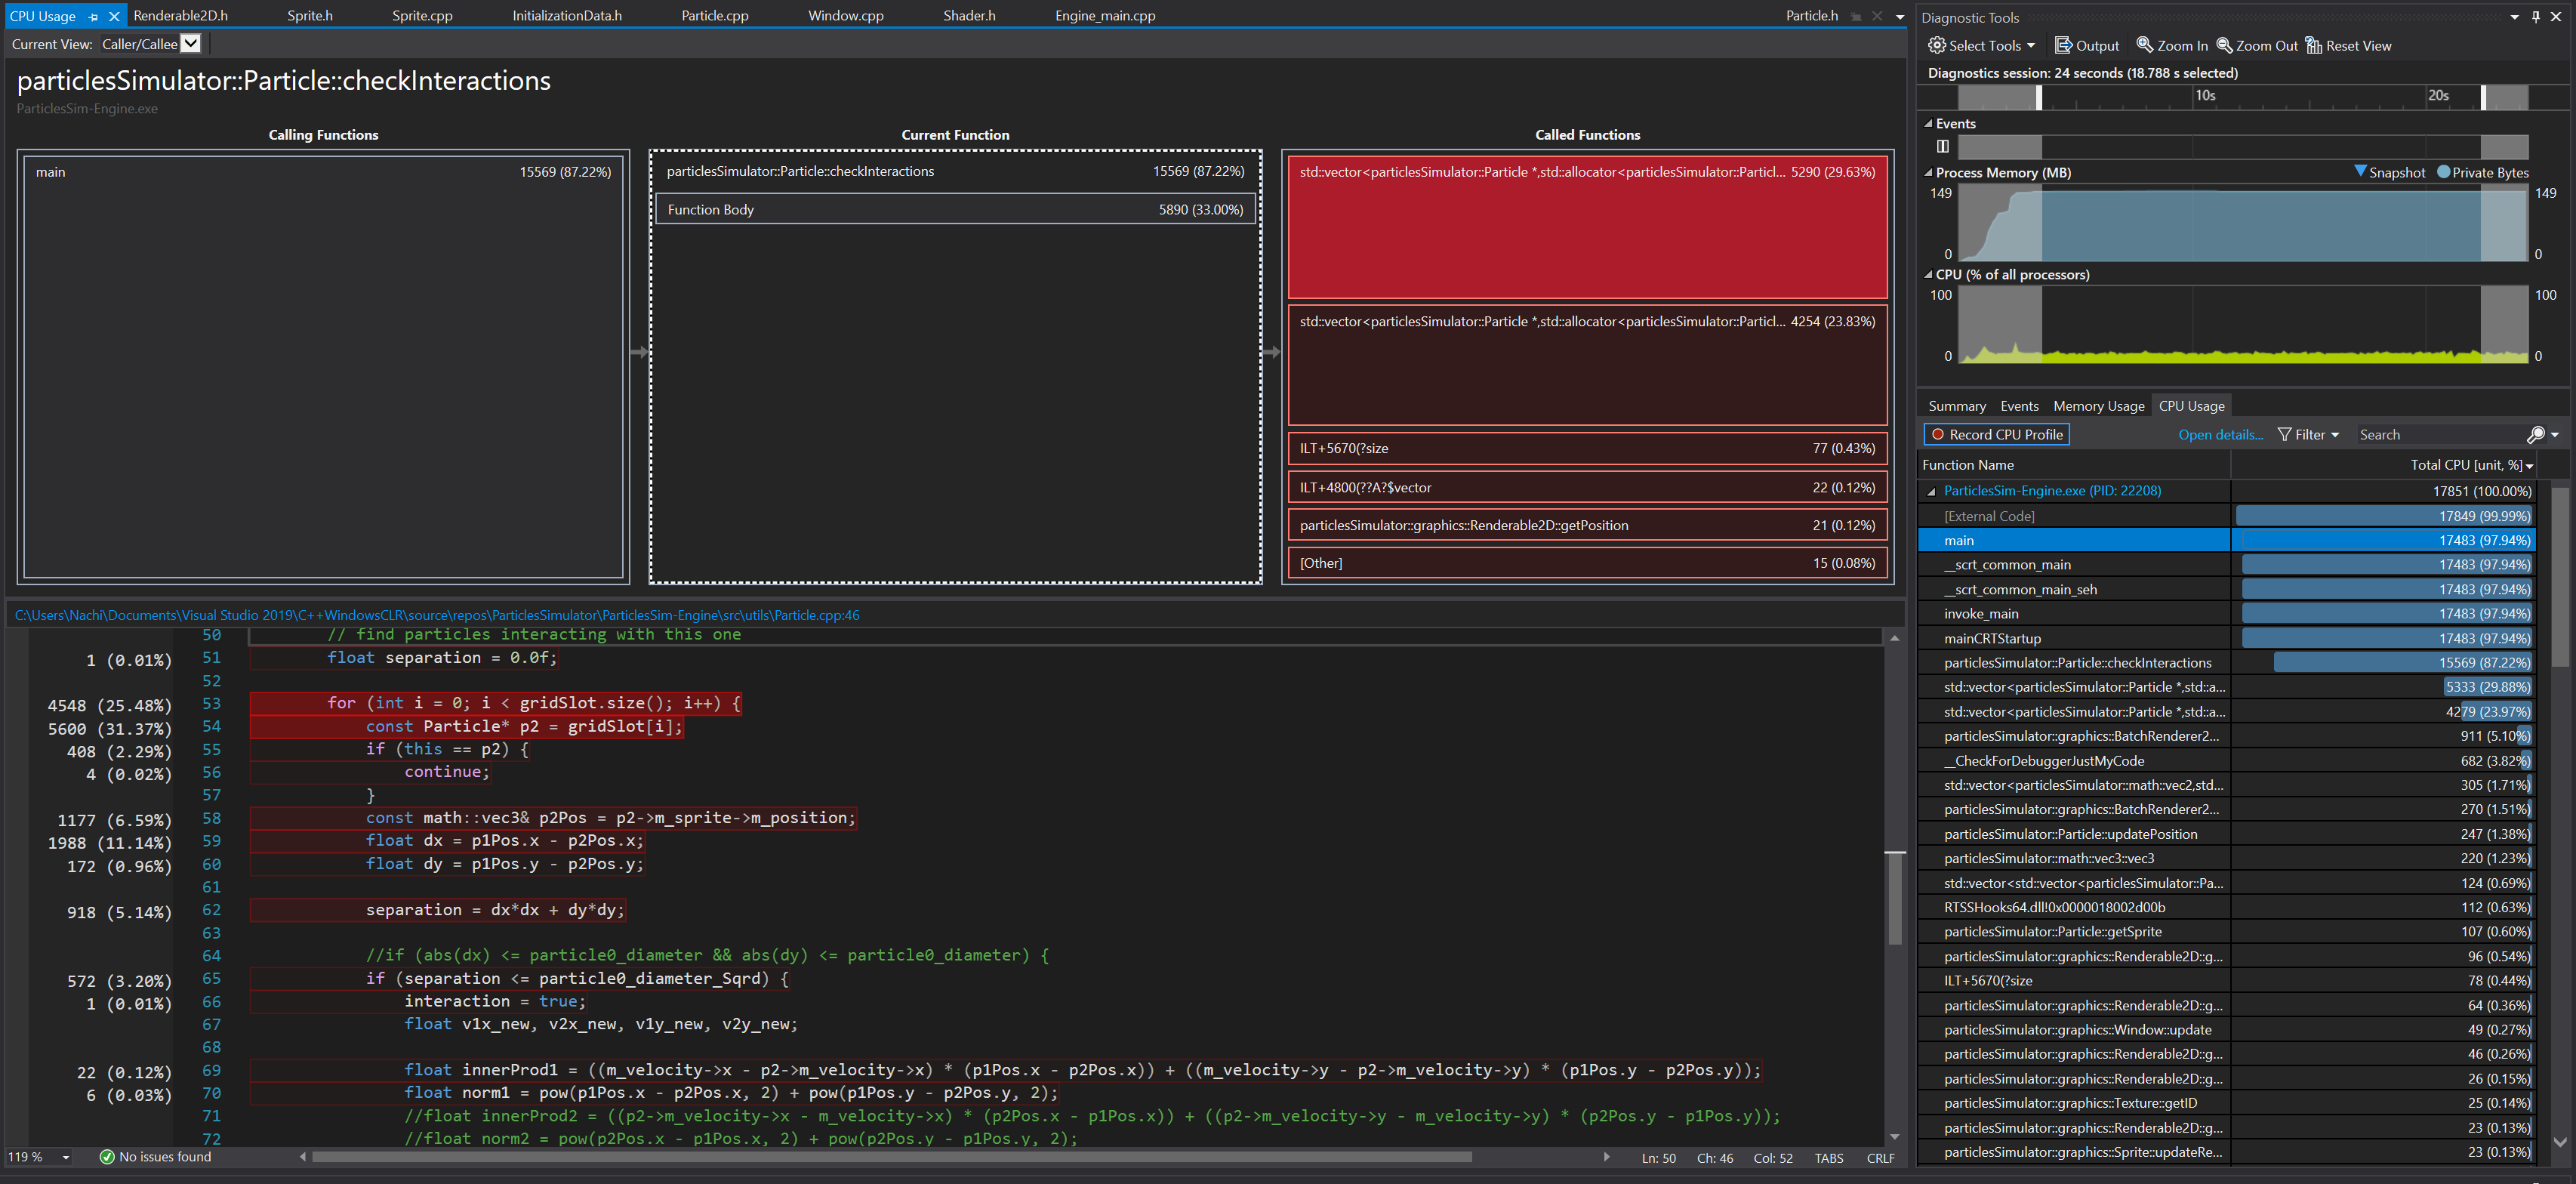 CPU Usage
Renderable2D.h
Sprite.h
Sprite.cpp
InitializationData.h
Particle.cpp
Window.cpp
Shader.h
Engine_main.cpp
Particle.h
Current View: Caller/Callee
particlesSimulator::Particle::checkInteractions
ParticlesSim-Engine.exe
Calling Functions
Current Function
Called Functions
main 15569 (87.22%)
particlesSimulator::Particle::checkInteractions 15569 (87.22%)
Function Body 5890 (33.00%)
std::vector<particlesSimulator::Particle *,std::allocator<particlesSimulator::Particl... 5290 (29.63%)
std::vector<particlesSimulator::Particle *,std::allocator<particlesSimulator::Particl... 4254 (23.83%)
ILT+5670(?size 77 (0.43%)
ILT+4800(??A?$vector 22 (0.12%)
particlesSimulator::graphics::Renderable2D::getPosition 21 (0.12%)
[Other] 15 (0.08%)
C:\Users\Nachi\Documents\Visual Studio 2019\C++WindowsCLR\source\repos\ParticlesSimulator\ParticlesSim-Engine\src\utils\Particle.cpp:46
50 // find particles interacting with this one
1 (0.01%) 51 float separation = 0.0f;
52
4548 (25.48%) 53 for (int i = 0; i < gridSlot.size(); i++) {
5600 (31.37%) 54 const Particle* p2 = gridSlot[i];
408 (2.29%) 55 if (this == p2) {
4 (0.02%) 56 continue;
57 }
1177 (6.59%) 58 const math::vec3& p2Pos = p2->m_sprite->m_position;
1988 (11.14%) 59 float dx = p1Pos.x - p2Pos.x;
172 (0.96%) 60 float dy = p1Pos.y - p2Pos.y;
61
918 (5.14%) 62 separation = dx*dx + dy*dy;
63
64 //if (abs(dx) <= particle0_diameter && abs(dy) <= particle0_diameter) {
572 (3.20%) 65 if (separation <= particle0_diameter_Sqrd) {
1 (0.01%) 66 interaction = true;
67 float v1x_new, v2x_new, v1y_new, v2y_new;
68
22 (0.12%) 69 float innerProd1 = ((m_velocity->x - p2->m_velocity->x) * (p1Pos.x - p2Pos.x)) + ((m_velocity->y - p2->m_velocity->y) * (p1Pos.y - p2Pos.y));
6 (0.03%) 70 float norm1 = pow(p1Pos.x - p2Pos.x, 2) + pow(p1Pos.y - p2Pos.y, 2);
71 //float innerProd2 = ((p2->m_velocity->x - m_velocity->x) * (p2Pos.x - p1Pos.x)) + ((p2->m_velocity->y - m_velocity->y) * (p2Pos.y - p1Pos.y));
72 //float norm2 = pow(p2Pos.x - p1Pos.x, 2) + pow(p2Pos.y - p1Pos.y, 2);
119 % No issues found Ln: 50 Ch: 46 Col: 52 TABS CRLF
Diagnostic Tools
Select Tools Output Zoom In Zoom Out Reset View
Diagnostics session: 24 seconds (18.788 s selected)
10s 20s
Events
Process Memory (MB) Snapshot Private Bytes
149 149
0 0
CPU (% of all processors)
100 100
0 0
Summary Events Memory Usage CPU Usage
Record CPU Profile Open details... Filter Search
Function Name Total CPU [unit, %]
ParticlesSim-Engine.exe (PID: 22208) 17851 (100.00%)
[External Code] 17849 (99.99%)
main 17483 (97.94%)
__scrt_common_main 17483 (97.94%)
__scrt_common_main_seh 17483 (97.94%)
invoke_main 17483 (97.94%)
mainCRTStartup 17483 (97.94%)
particlesSimulator::Particle::checkInteractions 15569 (87.22%)
std::vector<particlesSimulator::Particle *,std::a... 5333 (29.88%)
std::vector<particlesSimulator::Particle *,std::a... 4279 (23.97%)
particlesSimulator::graphics::BatchRenderer2... 911 (5.10%)
__CheckForDebuggerJustMyCode 682 (3.82%)
std::vector<particlesSimulator::math::vec2,std... 305 (1.71%)
particlesSimulator::graphics::BatchRenderer2... 270 (1.51%)
particlesSimulator::Particle::updatePosition 247 (1.38%)
particlesSimulator::math::vec3::vec3 220 (1.23%)
std::vector<std::vector<particlesSimulator::Pa... 124 (0.69%)
RTSSHooks64.dll!0x0000018002d00b 112 (0.63%)
particlesSimulator::Particle::getSprite 107 (0.60%)
particlesSimulator::graphics::Renderable2D::g... 96 (0.54%)
ILT+5670(?size 78 (0.44%)
particlesSimulator::graphics::Renderable2D::g... 64 (0.36%)
particlesSimulator::graphics::Window::update 49 (0.27%)
particlesSimulator::graphics::Renderable2D::g... 46 (0.26%)
particlesSimulator::graphics::Renderable2D::g... 26 (0.15%)
particlesSimulator::graphics::Texture::getID 25 (0.14%)
particlesSimulator::graphics::Renderable2D::g... 23 (0.13%)
particlesSimulator::graphics::Sprite::updateRe... 23 (0.13%)